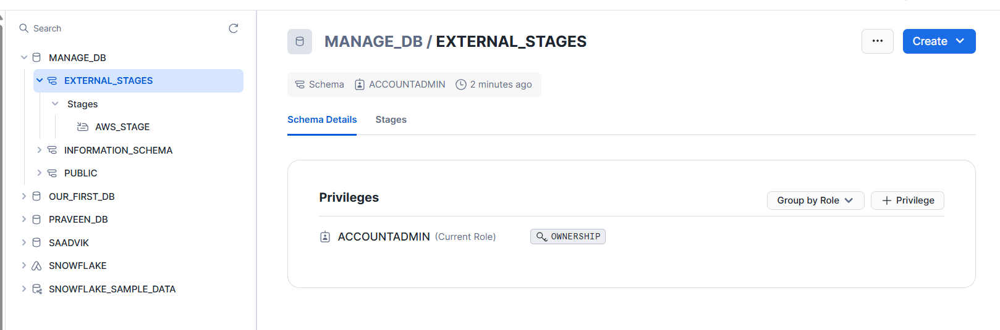 Search
MANAGE_DB
EXTERNAL_STAGES
Stages
AWS_STAGE
INFORMATION_SCHEMA
PUBLIC
OUR_FIRST_DB
PRAVEEN_DB
SAADVIK
SNOWFLAKE
SNOWFLAKE_SAMPLE_DATA
MANAGE_DB / EXTERNAL_STAGES
... Create
Schema ACCOUNTADMIN 2 minutes ago
Schema Details Stages
Privileges Group by Role + Privilege
ACCOUNTADMIN (Current Role) OWNERSHIP